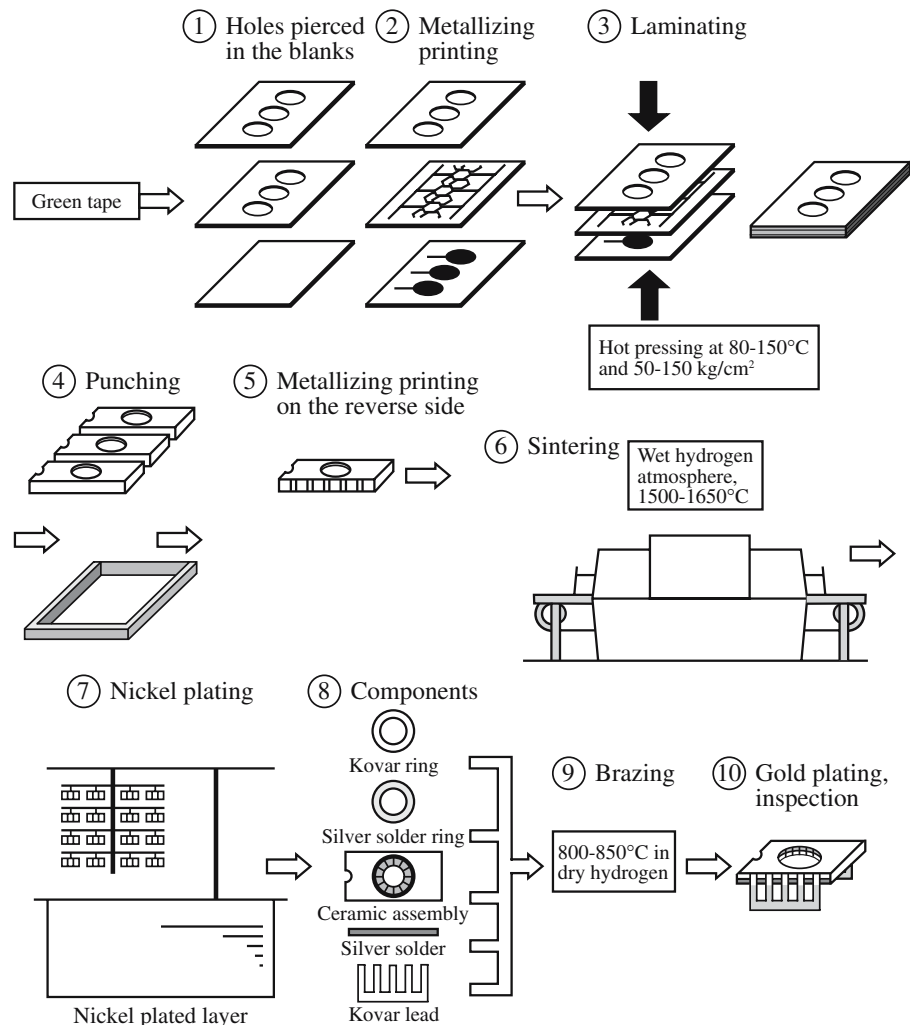 ① Holes pierced
in the blanks
② Metallizing
printing
③ Laminating
Green tape
Hot pressing at 80-150°C
and 50-150 kg/cm²
④ Punching
⑤ Metallizing printing
on the reverse side
⑥ Sintering
Wet hydrogen
atmosphere,
1500-1650°C
⑦ Nickel plating
Nickel plated layer
⑧ Components
Kovar ring
Silver solder ring
Ceramic assembly
Silver solder
Kovar lead
⑨ Brazing
800-850°C in
dry hydrogen
⑩ Gold plating,
inspection